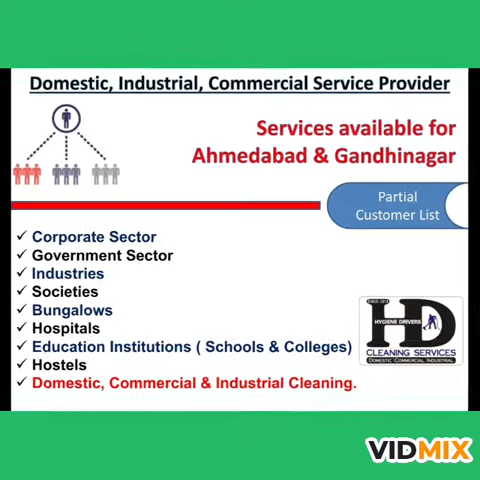 Domestic, Industrial, Commercial Service Provider
Services available for
Ahmedabad & Gandhinagar
Partial
Customer List
✓ Corporate Sector
✓ Government Sector
✓ Industries
✓ Societies
✓ Bungalows
✓ Hospitals
✓ Education Institutions ( Schools & Colleges)
✓ Hostels
✓ Domestic, Commercial & Industrial Cleaning.
HD
HYGIENE DRIVERS
CLEANING SERVICES
DOMESTIC COMMERCIAL INDUSTRIAL
VIDMIX